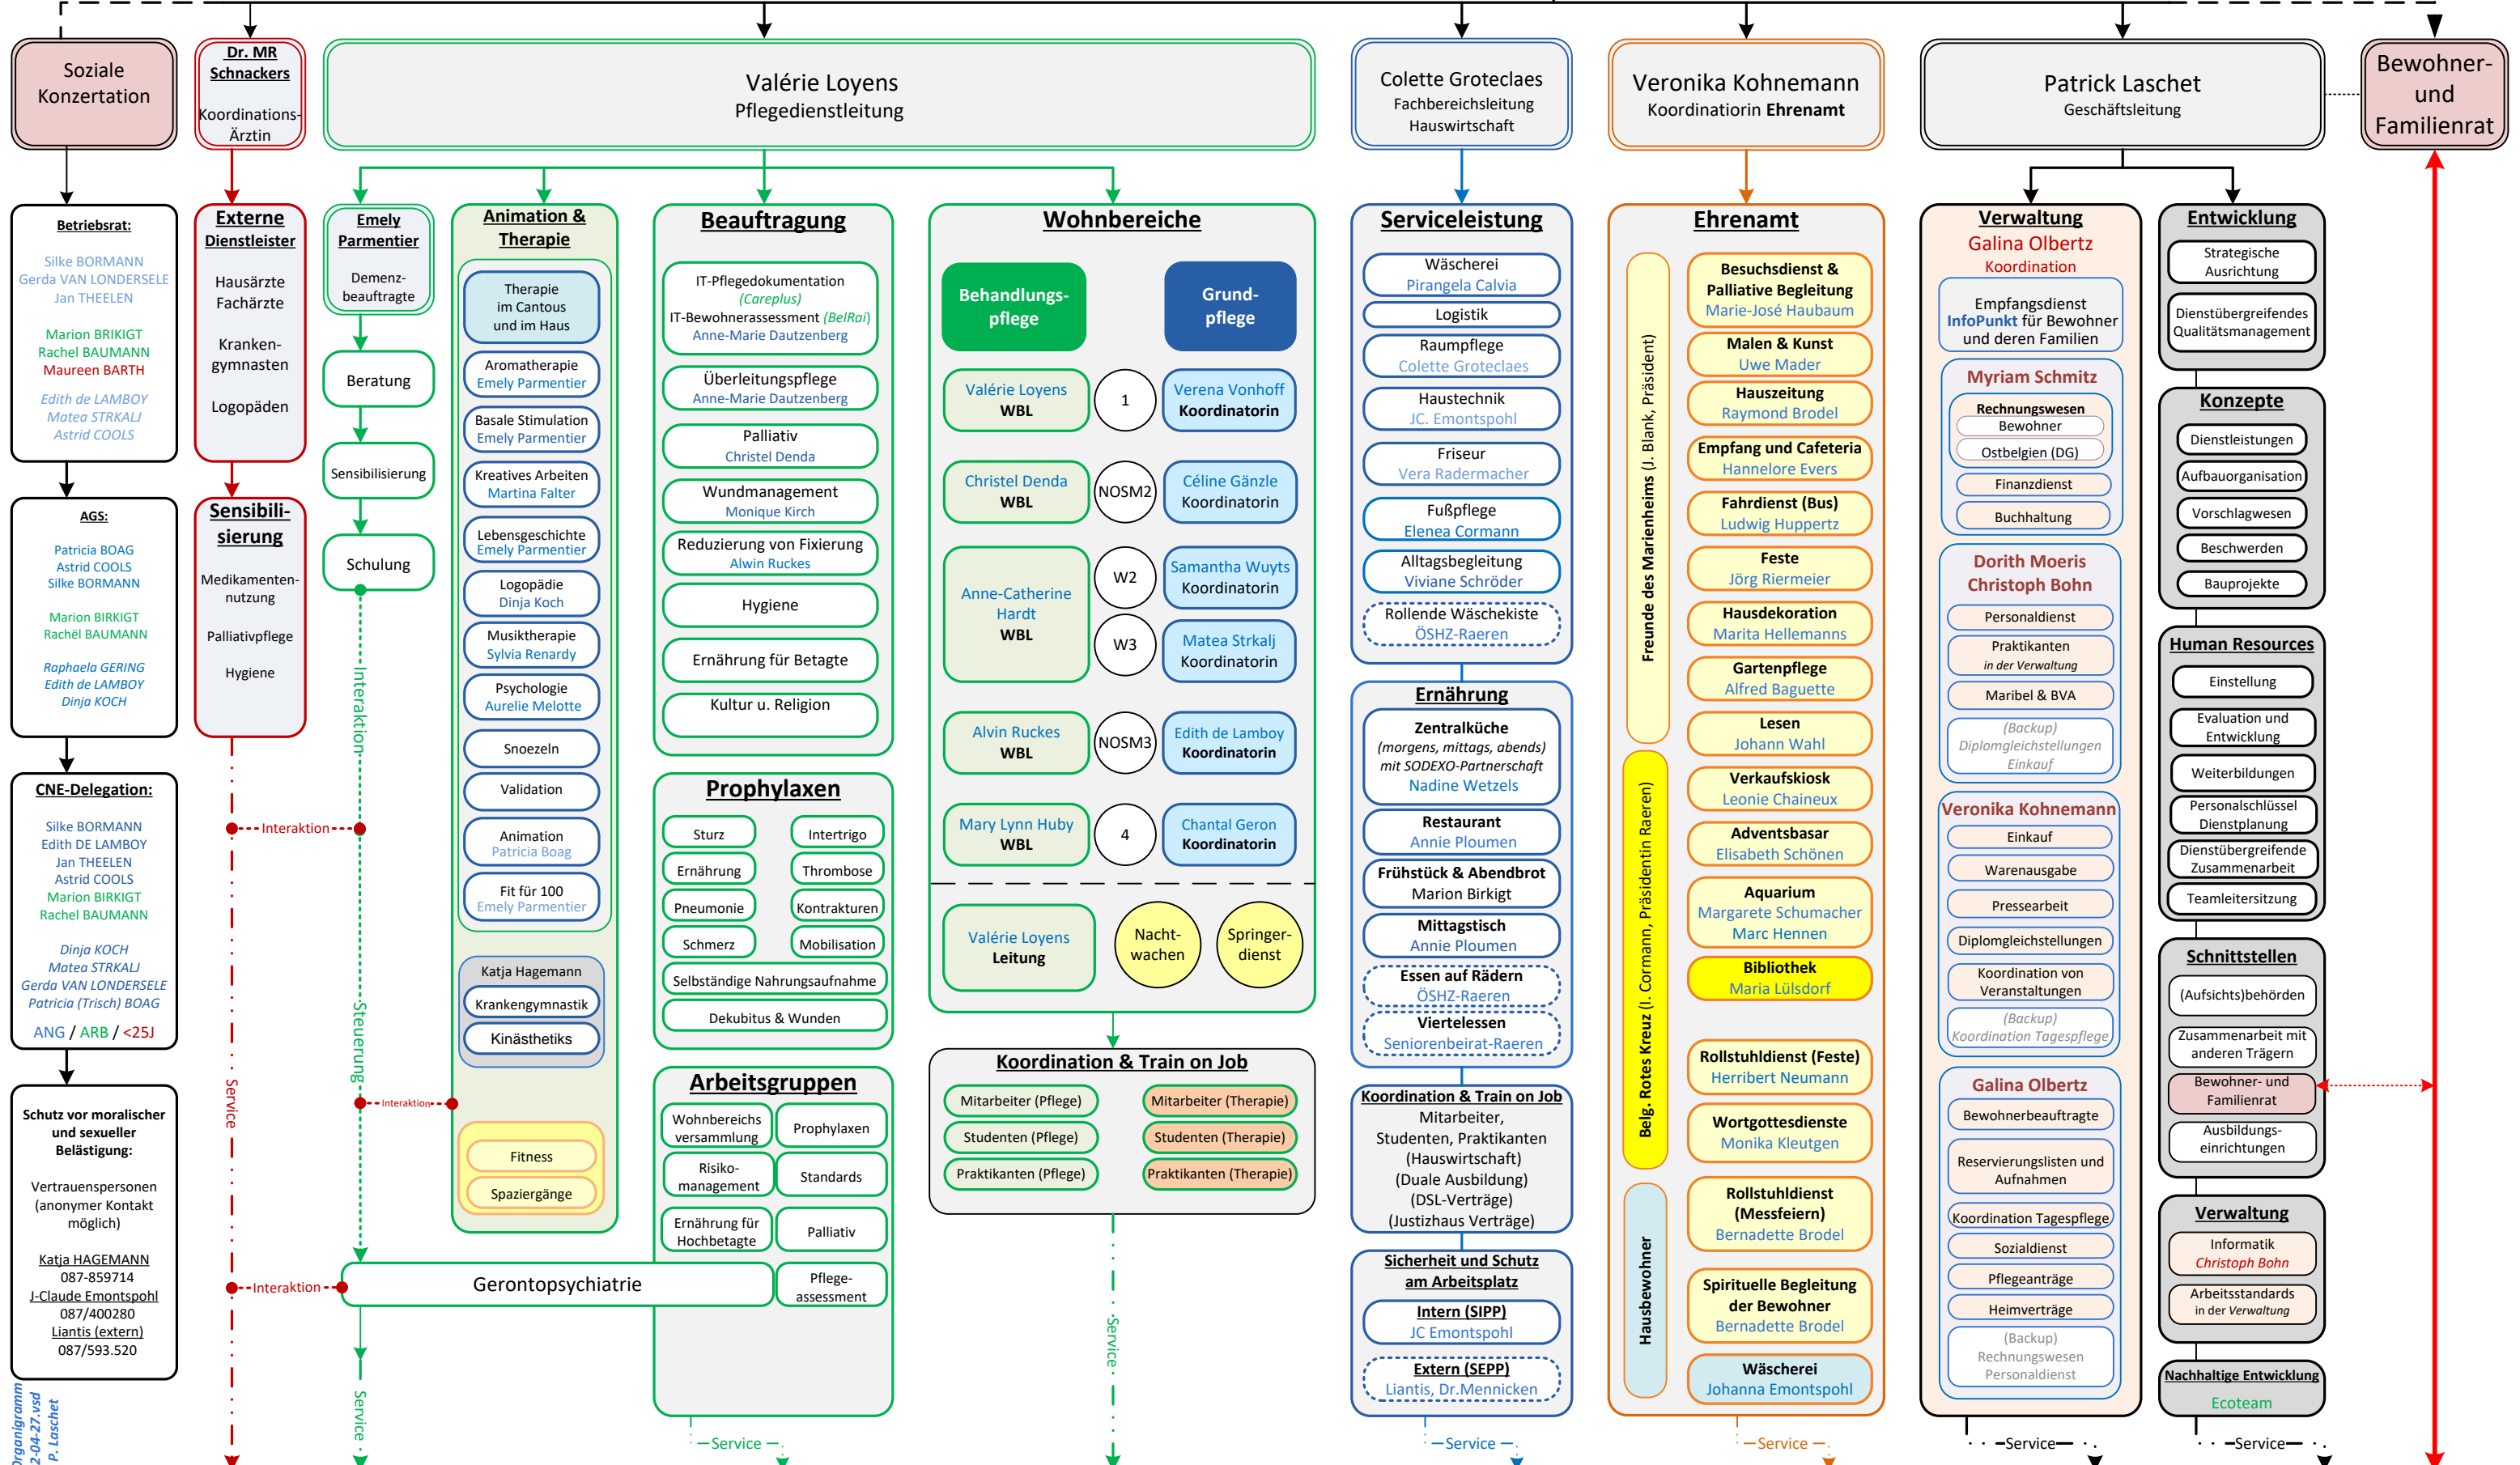 Soziale
Konzertation
Dr. MR
Schnackers
Koordinations-
Ärztin
Valérie Loyens
Pflegedienstleitung
Colette Groteclaes
Fachbereichsleitung
Hauswirtschaft
Veronika Kohnemann
Koordinatiorin Ehrenamt
Patrick Laschet
Geschäftsleitung
Bewohner-
und
Familienrat
Betriebsrat:
Silke BORMANN
Gerda VAN LONDERSELE
Jan THEELEN
Marion BRIKIGT
Rachel BAUMANN
Maureen BARTH
Edith de LAMBOY
Matea STRKALJ
Astrid COOLS
AGS:
Patricia BOAG
Astrid COOLS
Silke BORMANN
Marion BIRKIGT
Rachël BAUMANN
Raphaela GERING
Edith de LAMBOY
Dinja KOCH
CNE-Delegation:
Silke BORMANN
Edith DE LAMBOY
Jan THEELEN
Astrid COOLS
Marion BIRKIGT
Rachel BAUMANN
Dinja KOCH
Matea STRKALJ
Gerda VAN LONDERSELE
Patricia (Trisch) BOAG
ANG / ARB / <25J
Schutz vor moralischer
und sexueller
Belästigung:
Vertrauenspersonen
(anonymer Kontakt
möglich)
Katja HAGEMANN
087-859714
J-Claude Emontspohl
087/400280
Liantis (extern)
087/593.520
Organigramm
2-04-27.vsd
P. Laschet
Externe
Dienstleister
Hausärzte
Fachärzte
Kranken-
gymnasten
Logopäden
Sensibili-
sierung
Medikamenten-
nutzung
Palliativpflege
Hygiene
Service
Interaktion
Interaktion
Emely
Parmentier
Demenz-
beauftragte
Beratung
Sensibilisierung
Schulung
Interaktion
Steuerung
Interaktion
Service
Animation &
Therapie
Therapie
im Cantous
und im Haus
Aromatherapie
Emely Parmentier
Basale Stimulation
Emely Parmentier
Kreatives Arbeiten
Martina Falter
Lebensgeschichte
Emely Parmentier
Logopädie
Dinja Koch
Musiktherapie
Sylvia Renardy
Psychologie
Aurelie Melotte
Snoezeln
Validation
Animation
Patricia Boag
Fit für 100
Emely Parmentier
Katja Hagemann
Krankengymnastik
Kinästhetiks
Fitness
Spaziergänge
Gerontopsychiatrie
Beauftragung
IT-Pflegedokumentation
(Careplus)
IT-Bewohnerassessment (BelRai)
Anne-Marie Dautzenberg
Überleitungspflege
Anne-Marie Dautzenberg
Palliativ
Christel Denda
Wundmanagement
Monique Kirch
Reduzierung von Fixierung
Alwin Ruckes
Hygiene
Ernährung für Betagte
Kultur u. Religion
Prophylaxen
Sturz
Intertrigo
Ernährung
Thrombose
Pneumonie
Kontrakturen
Schmerz
Mobilisation
Selbständige Nahrungsaufnahme
Dekubitus & Wunden
Arbeitsgruppen
Wohnbereichs
versammlung
Prophylaxen
Risiko-
management
Standards
Ernährung für
Hochbetagte
Palliativ
Pflege-
assessment
Service
Wohnbereiche
Behandlungs-
pflege
Grund-
pflege
Valérie Loyens
WBL
1
Verena Vonhoff
Koordinatorin
Christel Denda
WBL
NOSM2
Céline Gänzle
Koordinatorin
Anne-Catherine
Hardt
WBL
W2
Samantha Wuyts
Koordinatorin
W3
Matea Strkalj
Koordinatorin
Alvin Ruckes
WBL
NOSM3
Edith de Lamboy
Koordinatorin
Mary Lynn Huby
WBL
4
Chantal Geron
Koordinatorin
Valérie Loyens
Leitung
Nacht-
wachen
Springer-
dienst
Koordination & Train on Job
Mitarbeiter (Pflege)
Mitarbeiter (Therapie)
Studenten (Pflege)
Studenten (Therapie)
Praktikanten (Pflege)
Praktikanten (Therapie)
Service
Serviceleistung
Wäscherei
Pirangela Calvia
Logistik
Raumpflege
Colette Groteclaes
Haustechnik
JC. Emontspohl
Friseur
Vera Radermacher
Fußpflege
Elenea Cormann
Alltagsbegleitung
Viviane Schröder
Rollende Wäschekiste
ÖSHZ-Raeren
Ernährung
Zentralküche
(morgens, mittags, abends)
mit SODEXO-Partnerschaft
Nadine Wetzels
Restaurant
Annie Ploumen
Frühstück & Abendbrot
Marion Birkigt
Mittagstisch
Annie Ploumen
Essen auf Rädern
ÖSHZ-Raeren
Viertelessen
Seniorenbeirat-Raeren
Koordination & Train on Job
Mitarbeiter,
Studenten, Praktikanten
(Hauswirtschaft)
(Duale Ausbildung)
(DSL-Verträge)
(Justizhaus Verträge)
Sicherheit und Schutz
am Arbeitsplatz
Intern (SIPP)
JC Emontspohl
Extern (SEPP)
Liantis, Dr.Mennicken
Service
Ehrenamt
Freunde des Marienheims (J. Blank, Präsident)
Belg. Rotes Kreuz (I. Cormann, Präsidentin Raeren)
Hausbewohner
Besuchsdienst &
Palliative Begleitung
Marie-José Haubaum
Malen & Kunst
Uwe Mader
Hauszeitung
Raymond Brodel
Empfang und Cafeteria
Hannelore Evers
Fahrdienst (Bus)
Ludwig Huppertz
Feste
Jörg Riermeier
Hausdekoration
Marita Hellemanns
Gartenpflege
Alfred Baguette
Lesen
Johann Wahl
Verkaufskiosk
Leonie Chaineux
Adventsbasar
Elisabeth Schönen
Aquarium
Margarete Schumacher
Marc Hennen
Bibliothek
Maria Lülsdorf
Rollstuhldienst (Feste)
Herribert Neumann
Wortgottesdienste
Monika Kleutgen
Rollstuhldienst
(Messfeiern)
Bernadette Brodel
Spirituelle Begleitung
der Bewohner
Bernadette Brodel
Wäscherei
Johanna Emontspohl
Service
Verwaltung
Galina Olbertz
Koordination
Empfangsdienst
InfoPunkt für Bewohner
und deren Familien
Myriam Schmitz
Rechnungswesen
Bewohner
Ostbelgien (DG)
Finanzdienst
Buchhaltung
Dorith Moeris
Christoph Bohn
Personaldienst
Praktikanten
in der Verwaltung
Maribel & BVA
(Backup)
Diplomgleichstellungen
Einkauf
Veronika Kohnemann
Einkauf
Warenausgabe
Pressearbeit
Diplomgleichstellungen
Koordination von
Veranstaltungen
(Backup)
Koordination Tagespflege
Galina Olbertz
Bewohnerbeauftragte
Reservierungslisten und
Aufnahmen
Koordination Tagespflege
Sozialdienst
Pflegeanträge
Heimverträge
(Backup)
Rechnungswesen
Personaldienst
Service
Entwicklung
Strategische
Ausrichtung
Dienstübergreifendes
Qualitätsmanagement
Konzepte
Dienstleistungen
Aufbauorganisation
Vorschlagwesen
Beschwerden
Bauprojekte
Human Resources
Einstellung
Evaluation und
Entwicklung
Weiterbildungen
Personalschlüssel
Dienstplanung
Dienstübergreifende
Zusammenarbeit
Teamleitersitzung
Schnittstellen
(Aufsichts)behörden
Zusammenarbeit mit
anderen Trägern
Bewohner- und
Familienrat
Ausbildungs-
einrichtungen
Verwaltung
Informatik
Christoph Bohn
Arbeitsstandards
in der Verwaltung
Nachhaltige Entwicklung
Ecoteam
Service